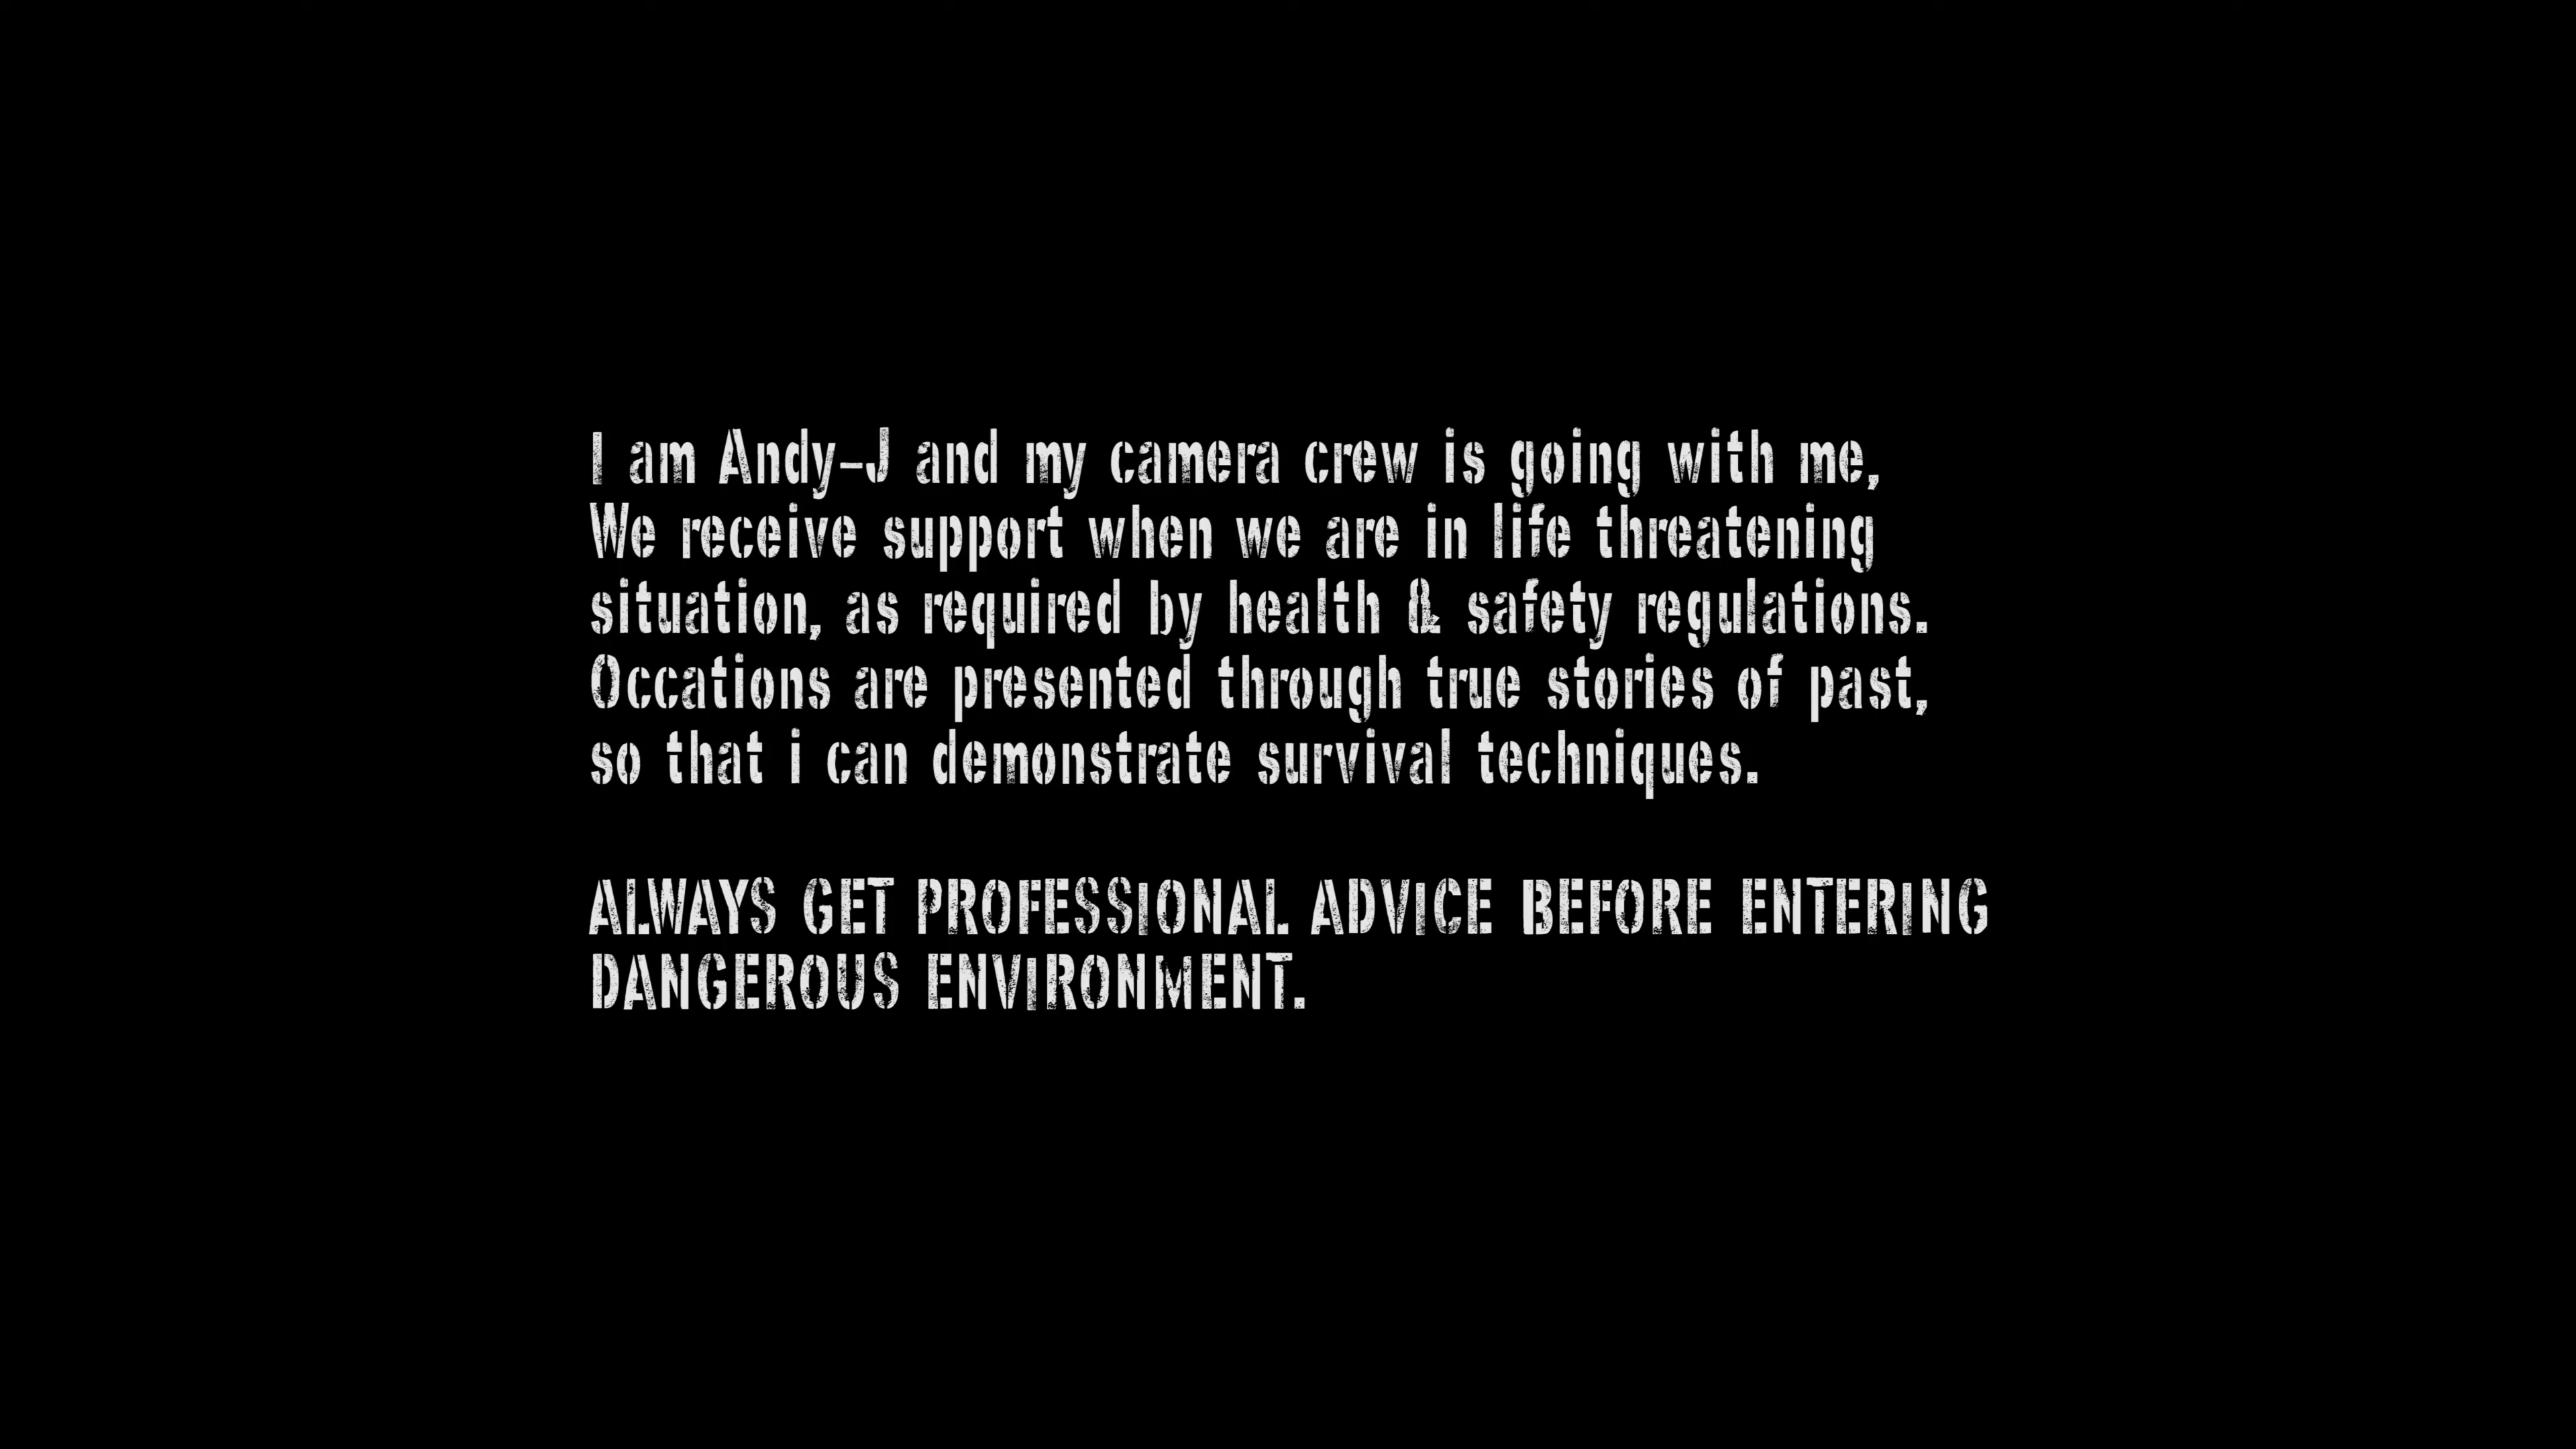 I am Andy-J and my camera crew is going with me,
We receive support when we are in life threatening
situation, as required by health & safety regulations.
Occations are presented through true stories of past,
so that i can demonstrate survival techniques.
ALWAYS GET PROFESSIONAL ADVICE BEFORE ENTERING
DANGEROUS ENVIRONMENT.